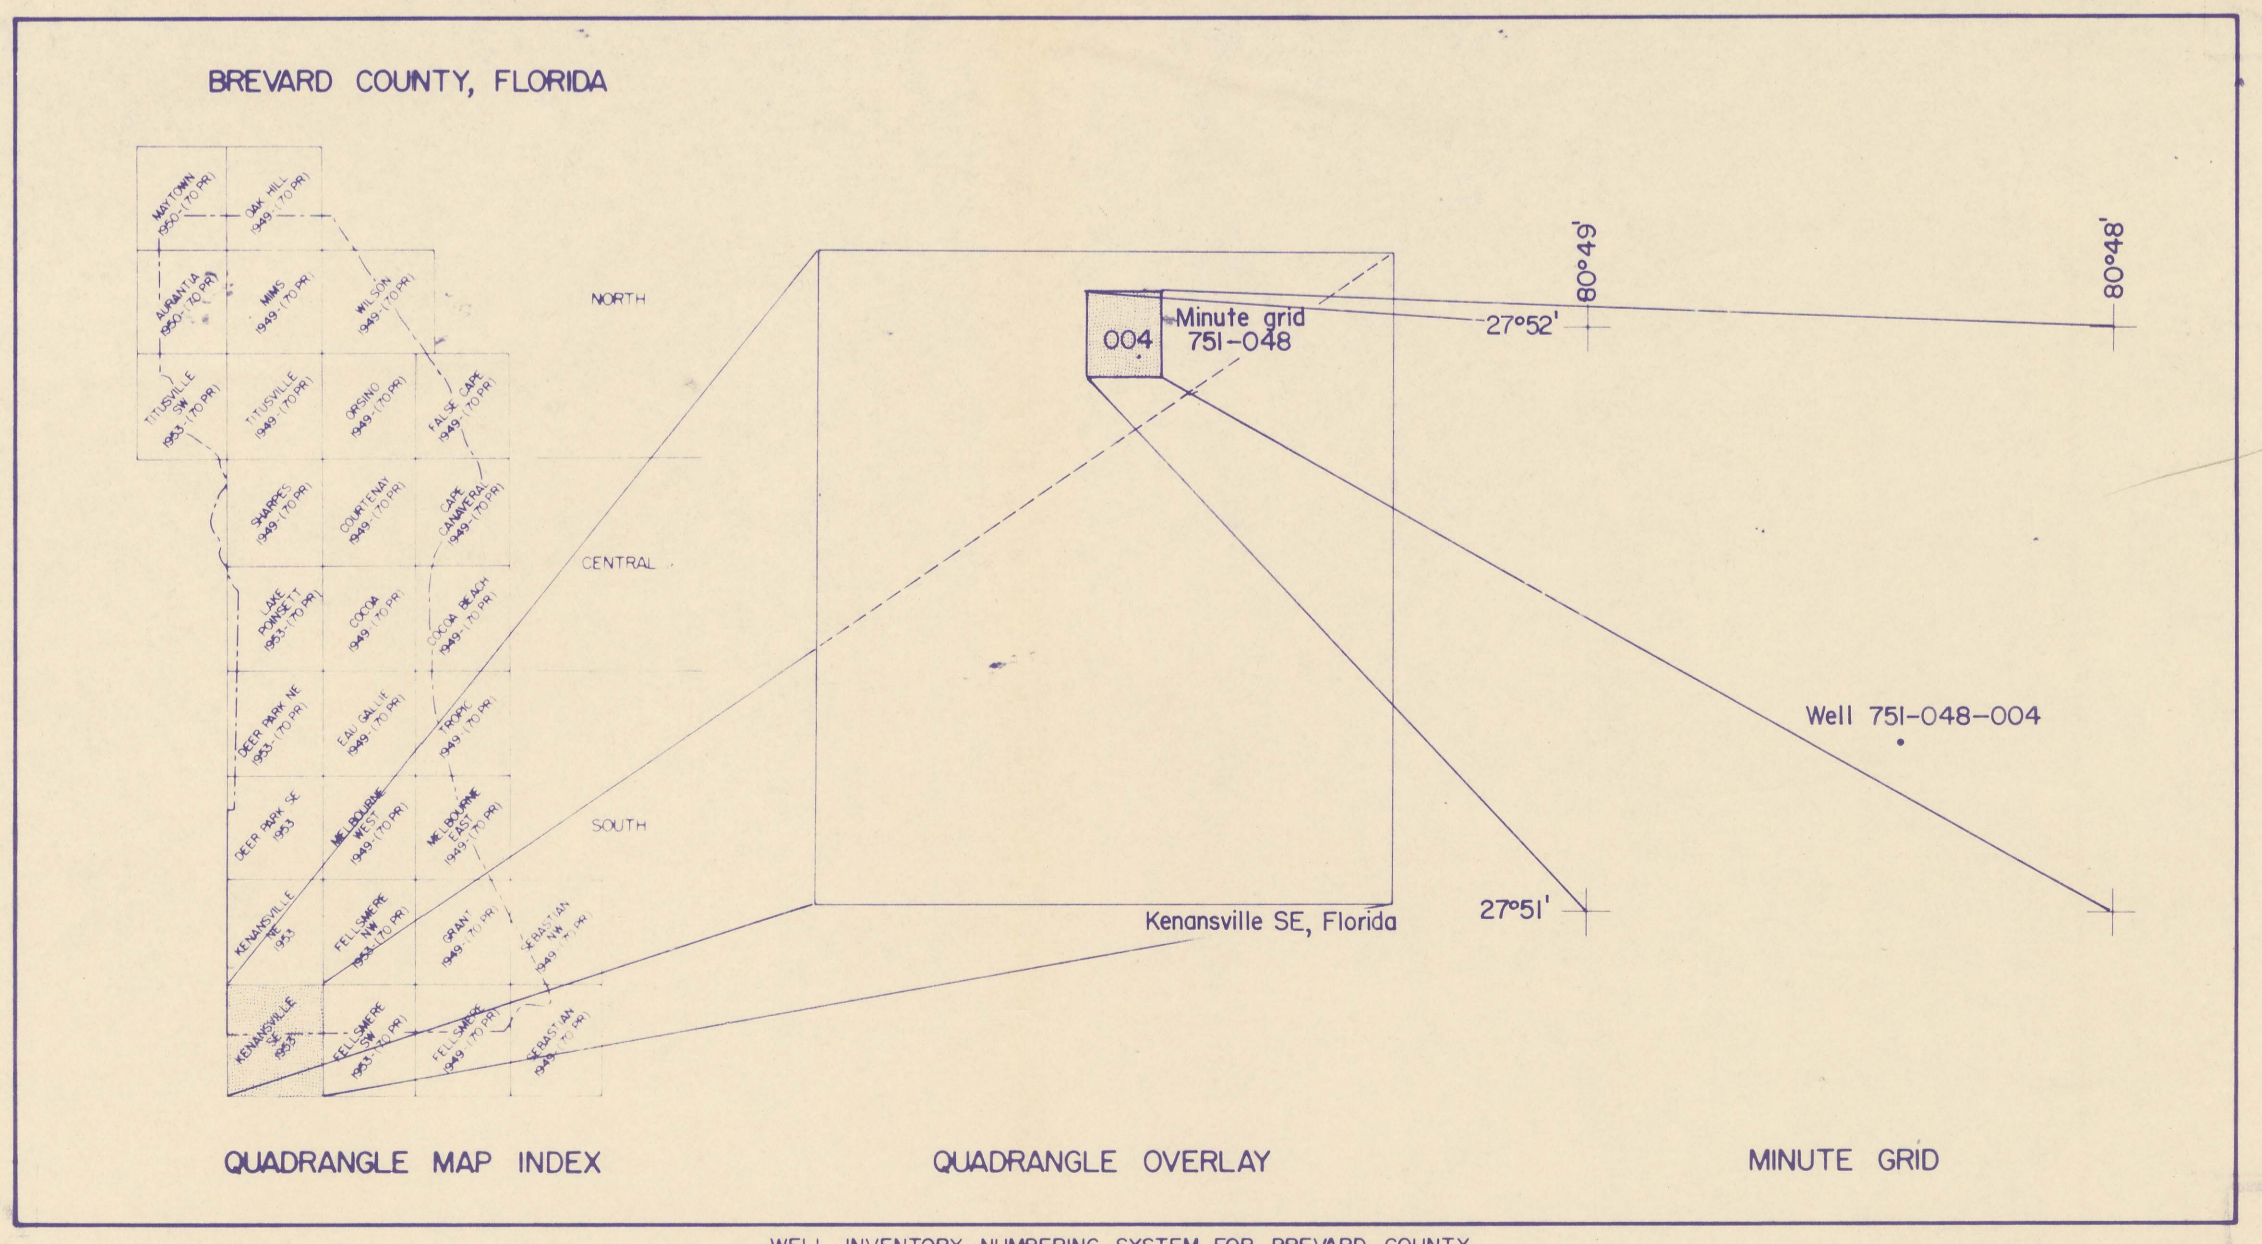 BREVARD COUNTY, FLORIDA
MAYTOWN
1950-(70 PR)
OAK HILL
1949-(70 PR)
AURANTIA
1950-(70 PR)
MIMS
1949-(70 PR)
WILSON
1949-(70 PR)
TITUSVILLE
SW
1953-(70 PR)
TITUSVILLE
1949-(70 PR)
ORSINO
1949-(70 PR)
FALSE CAPE
1949-(70 PR)
SHARPES
1949-(70 PR)
COURTENAY
1949-(70 PR)
CAPE
CANAVERAL
1949-(70 PR)
LAKE
POINSETT
1953-(70 PR)
COCOA
1949-(70 PR)
COCOA BEACH
1949-(70 PR)
DEER PARK NE
1953-(70 PR)
EAU GALLIE
1949-(70 PR)
TROPIC
1949-(70 PR)
DEER PARK SE
1953
MELBOURNE
WEST
1949-(70 PR)
MELBOURNE
EAST
1949-(70 PR)
KENANSVILLE
NE
1953
FELLSMERE
NW
1953-(70 PR)
GRANT
1949-(70 PR)
SEBASTIAN
NW
1949-(70 PR)
KENANSVILLE
SE
1953
FELLSMERE
SW
1953-(70 PR)
FELLSMERE
1949-(70 PR)
SEBASTIAN
1949-(70 PR)
NORTH
CENTRAL
SOUTH
004
Minute grid
751-048
Kenansville SE, Florida
80°49'
80°48'
27°52'
Well 751-048-004
27°51'
QUADRANGLE MAP INDEX
QUADRANGLE OVERLAY
MINUTE GRID
WELL INVENTORY NUMBERING SYSTEM FOR BREVARD COUNTY